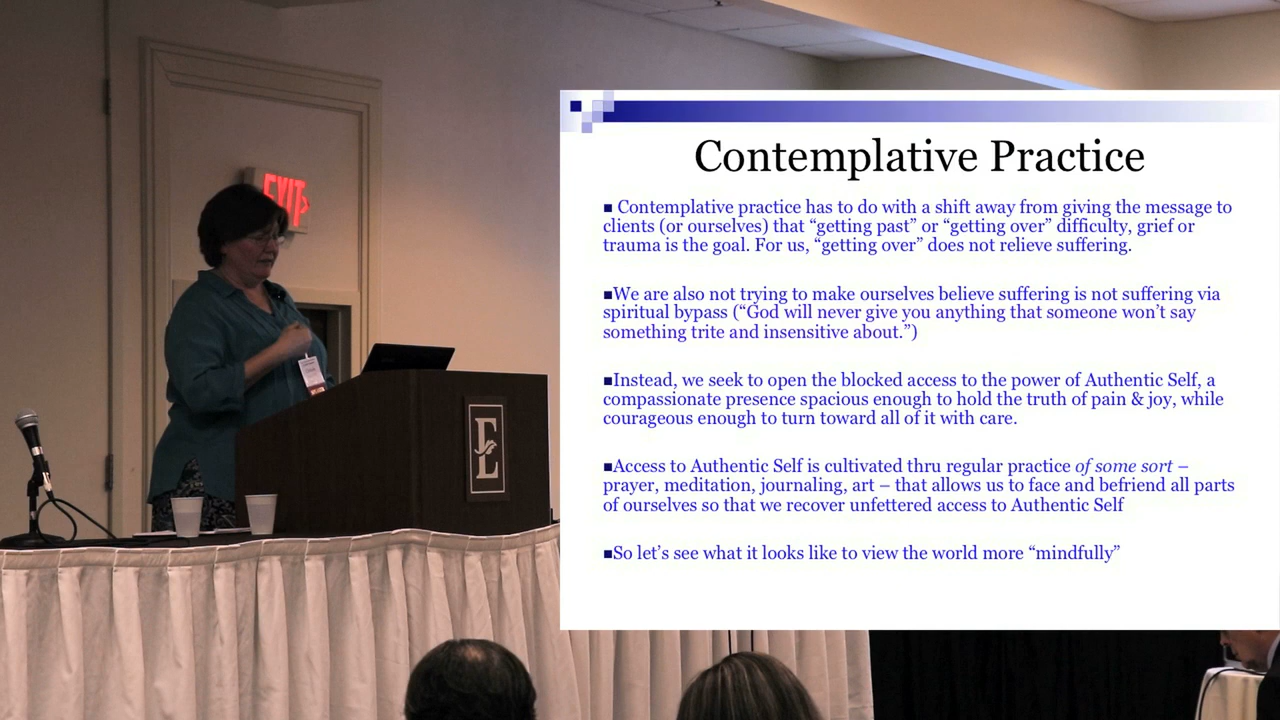 EXIT
E
L
Contemplative Practice
■ Contemplative practice has to do with a shift away from giving the message to
clients (or ourselves) that “getting past” or “getting over” difficulty, grief or
trauma is the goal. For us, “getting over” does not relieve suffering.
■We are also not trying to make ourselves believe suffering is not suffering via
spiritual bypass (“God will never give you anything that someone won’t say
something trite and insensitive about.”)
■Instead, we seek to open the blocked access to the power of Authentic Self, a
compassionate presence spacious enough to hold the truth of pain & joy, while
courageous enough to turn toward all of it with care.
■Access to Authentic Self is cultivated thru regular practice of some sort –
prayer, meditation, journaling, art – that allows us to face and befriend all parts
of ourselves so that we recover unfettered access to Authentic Self
■So let’s see what it looks like to view the world more “mindfully”